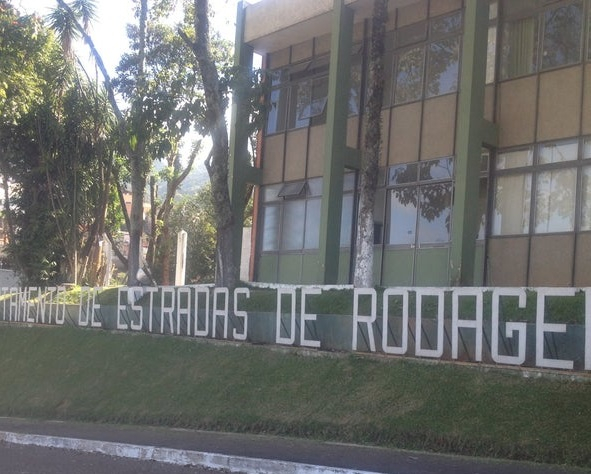 TAMENTO DE ESTRADAS DE RODAGE